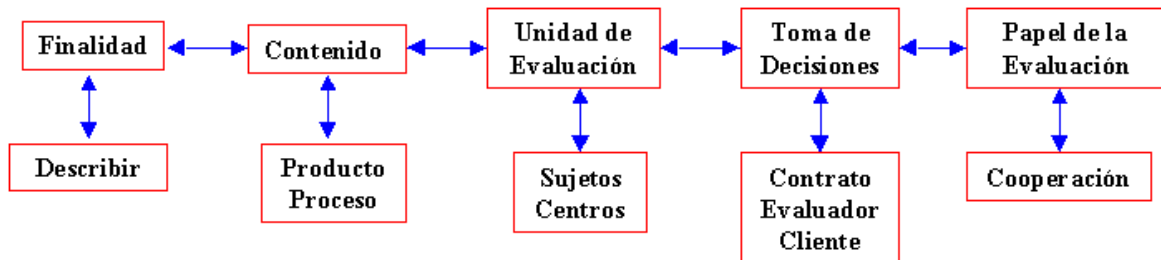 Finalidad
Contenido
Unidad de
Evaluación
Toma de
Decisiones
Papel de la
Evaluación
Describir
Producto
Proceso
Sujetos
Centros
Contrato
Evaluador
Cliente
Cooperación